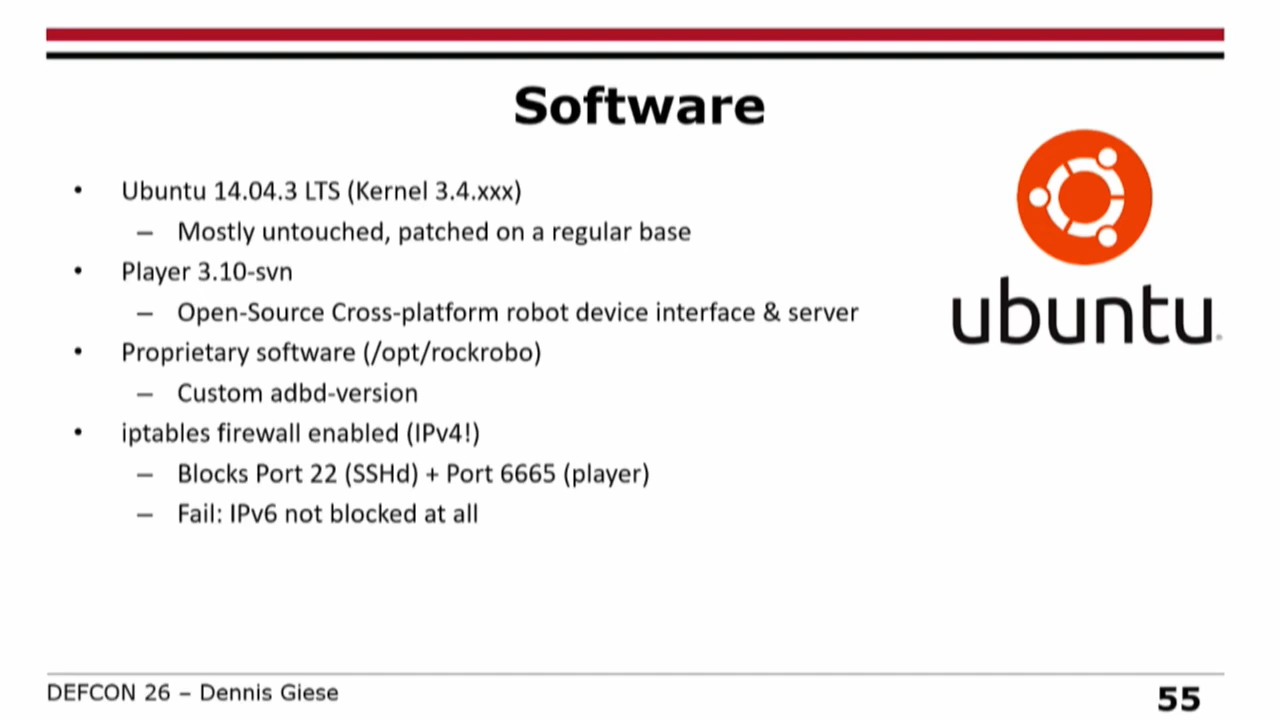 Software
• Ubuntu 14.04.3 LTS (Kernel 3.4.xxx)
– Mostly untouched, patched on a regular base
• Player 3.10-svn
– Open-Source Cross-platform robot device interface & server
• Proprietary software (/opt/rockrobo)
– Custom adbd-version
• iptables firewall enabled (IPv4!)
– Blocks Port 22 (SSHd) + Port 6665 (player)
– Fail: IPv6 not blocked at all
ubuntu
DEFCON 26 – Dennis Giese
55